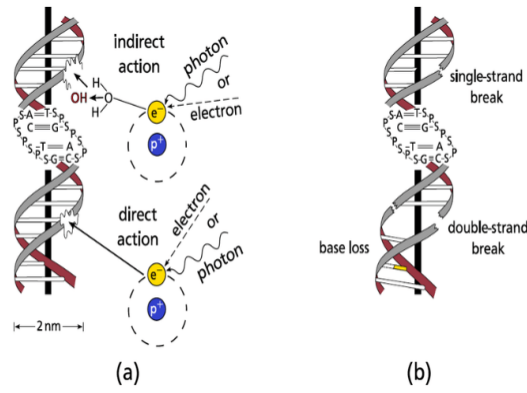 indirect
action
photon
or
electron
H
OH
O
H
e⁻
p⁺
S A = T S
P C ≡ G P
S T = A S
P S G ≡ C S P
direct
action
electron
or
photon
e⁻
p⁺
2 nm
(a)
single-strand
break
S A = T S
P C ≡ G P
S T = A S
P S G ≡ C S P
double-strand
break
base loss
(b)